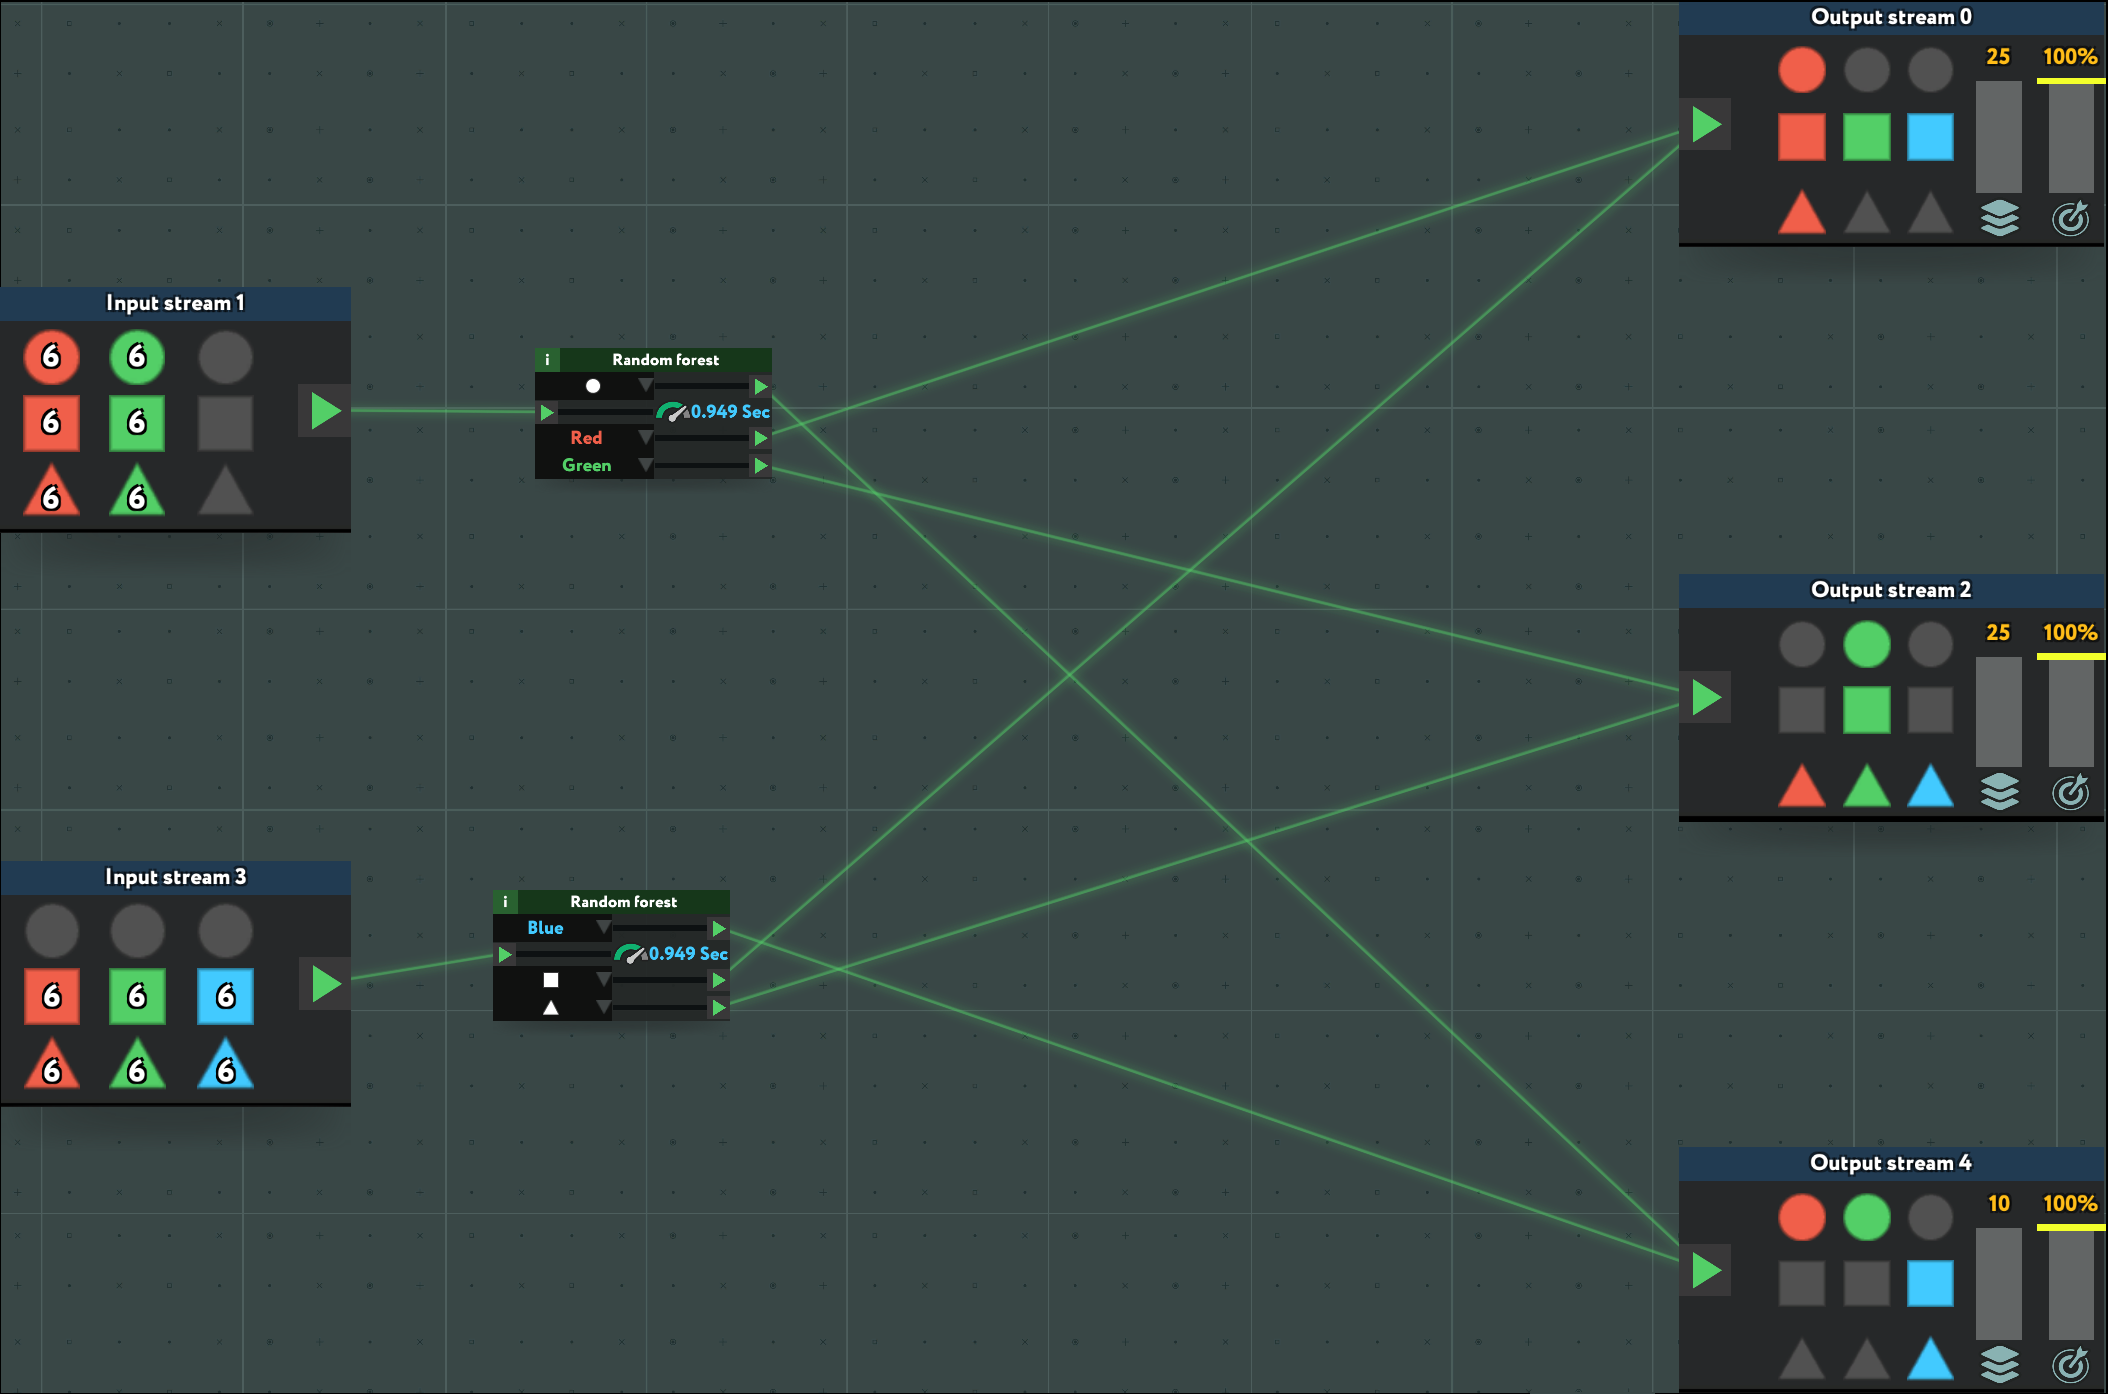 Output stream 0
25 100%
Input stream 1
6 6
6 6
6 6
i Random forest
0.949 Sec
Red
Green
Output stream 2
25 100%
Input stream 3
6 6 6
6 6 6
i Random forest
Blue
0.949 Sec
Output stream 4
10 100%